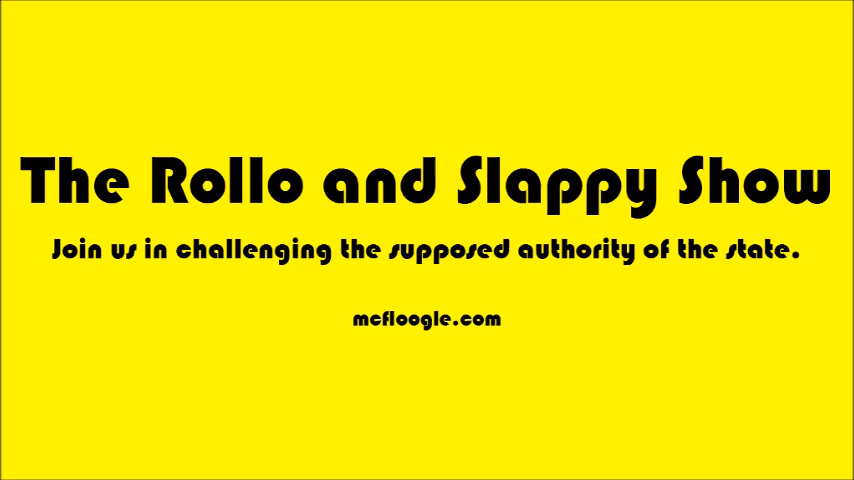 The Rollo and Slappy Show
Join us in challenging the supposed authority of the state.
mcfloogle.com